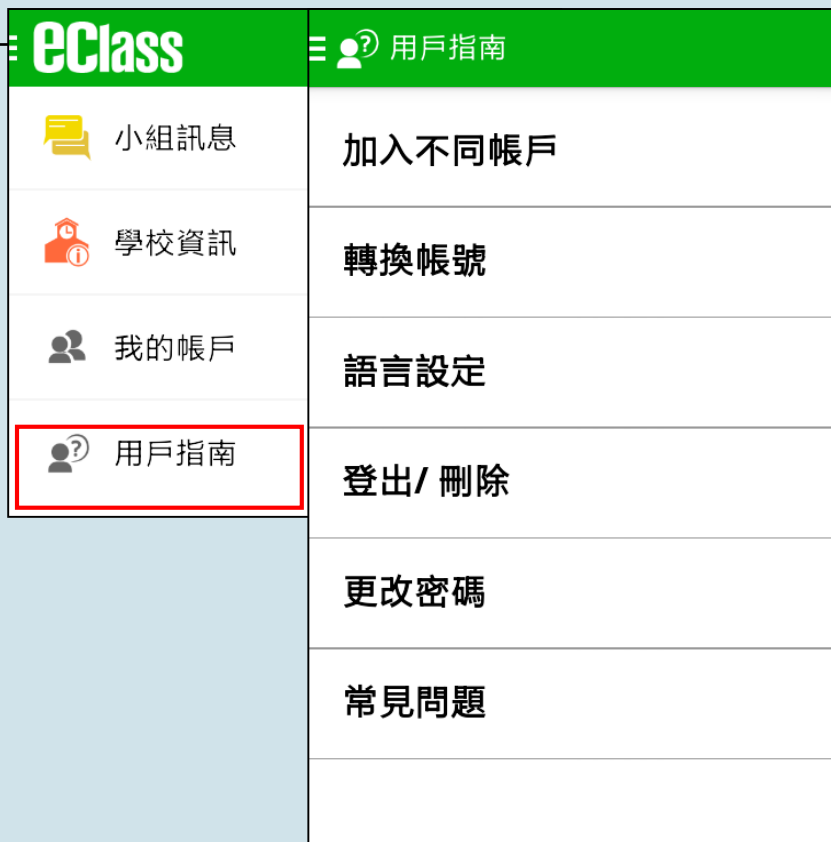 eClass
小組訊息
學校資訊
我的帳戶
用戶指南
用戶指南
加入不同帳戶
轉換帳號
語言設定
登出/ 刪除
更改密碼
常見問題